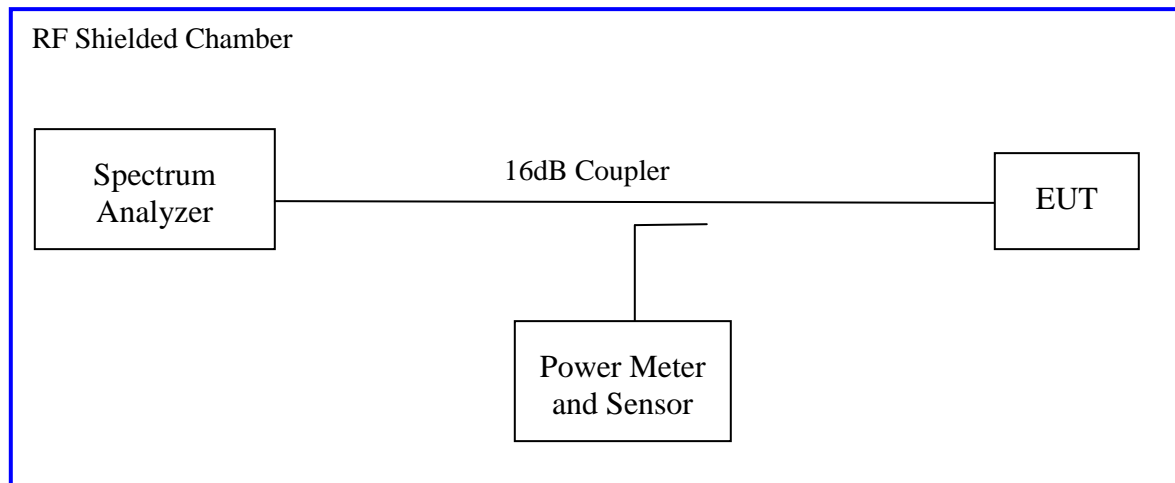 RF Shielded Chamber
Spectrum
Analyzer
16dB Coupler
EUT
Power Meter
and Sensor